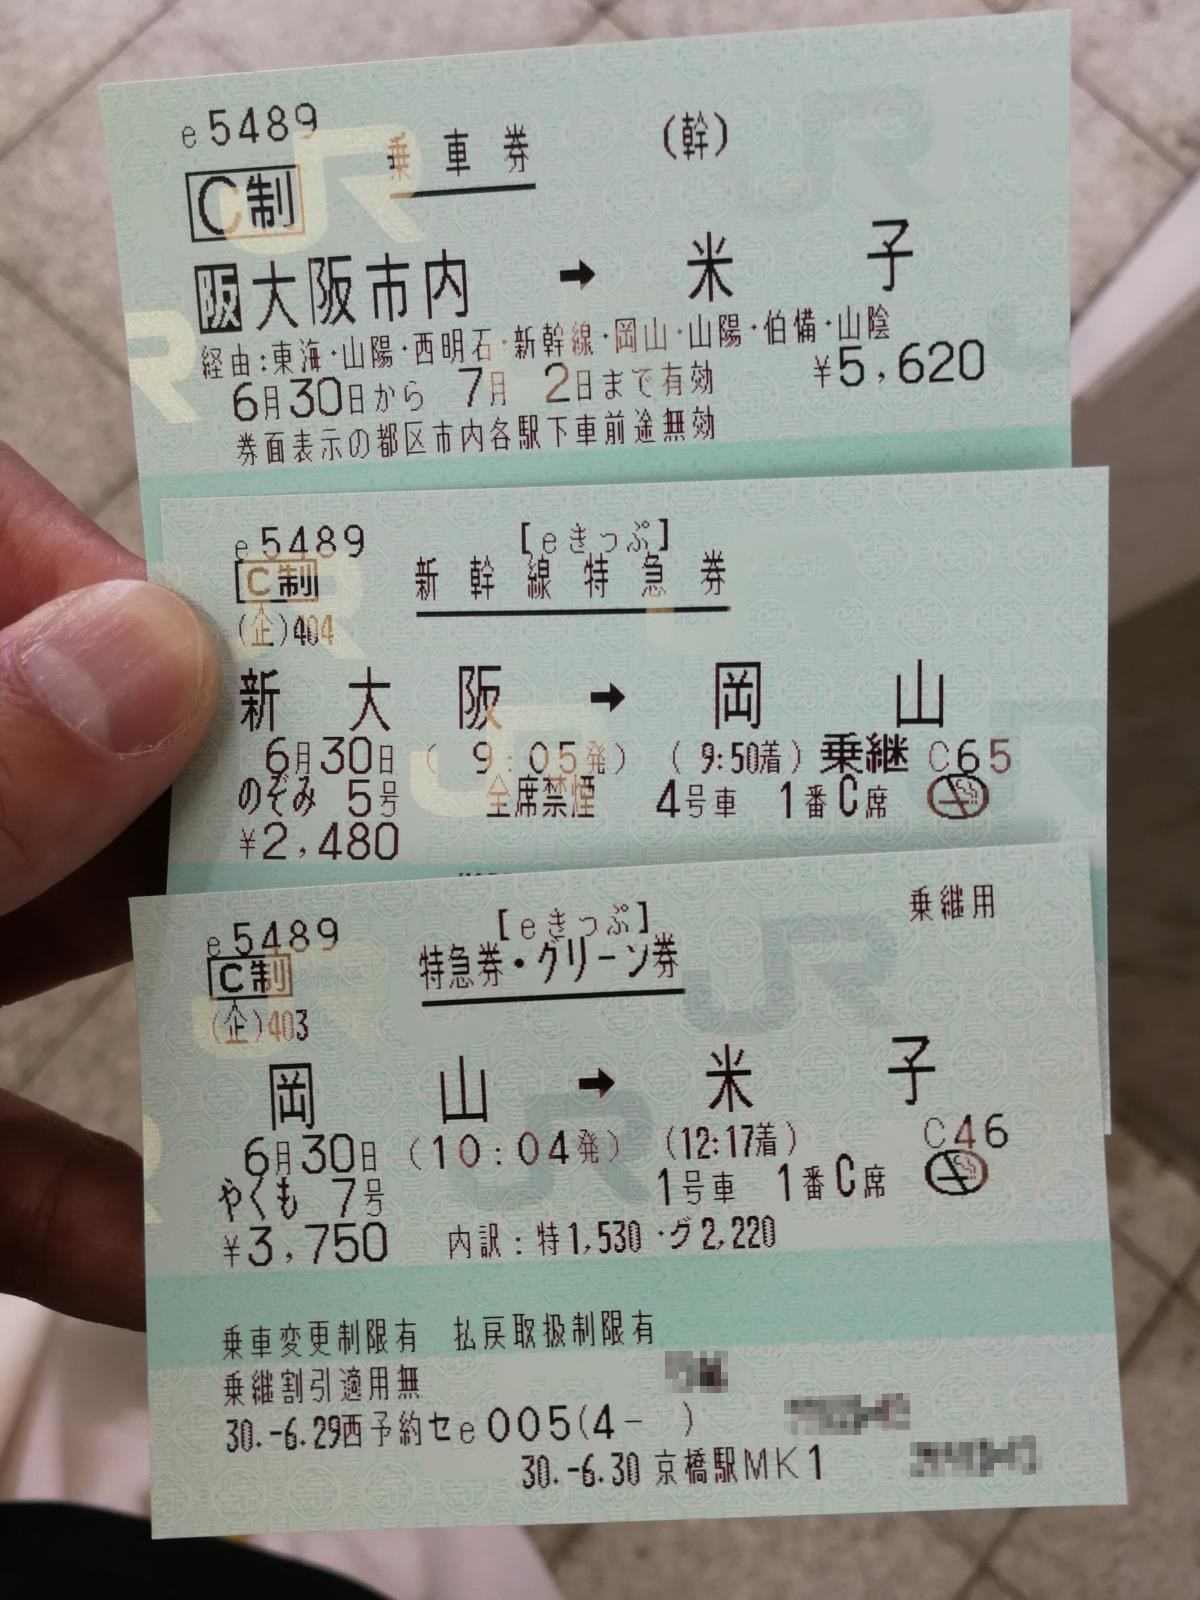 e5489
乗車券 (幹)
C制
阪大阪市内 → 米子
経由:東海・山陽・西明石・新幹線・岡山・山陽・伯備・山陰
6月30日から 7月 2日まで有効 ¥5,620
券面表示の都区市内各駅下車前途無効
e5489 [eきっぷ]
C制 新幹線特急券
(企)404
新大阪 → 岡山
6月30日 ( 9:05発) ( 9:50着) 乗継 C65
のぞみ 5号 全席禁煙 4号車 1番C席
¥2,480
乗継用
e5489 [eきっぷ]
C制 特急券・グリーン券
(企)403
岡山 → 米子
6月30日 (10:04発) (12:17着) C46
やくも 7号 1号車 1番C席
¥3,750 内訳:特1,530・グ2,220
乗車変更制限有 払戻取扱制限有
乗継割引適用無
30.-6.29西予約セe005(4- )
30.-6.30 京橋駅MK1